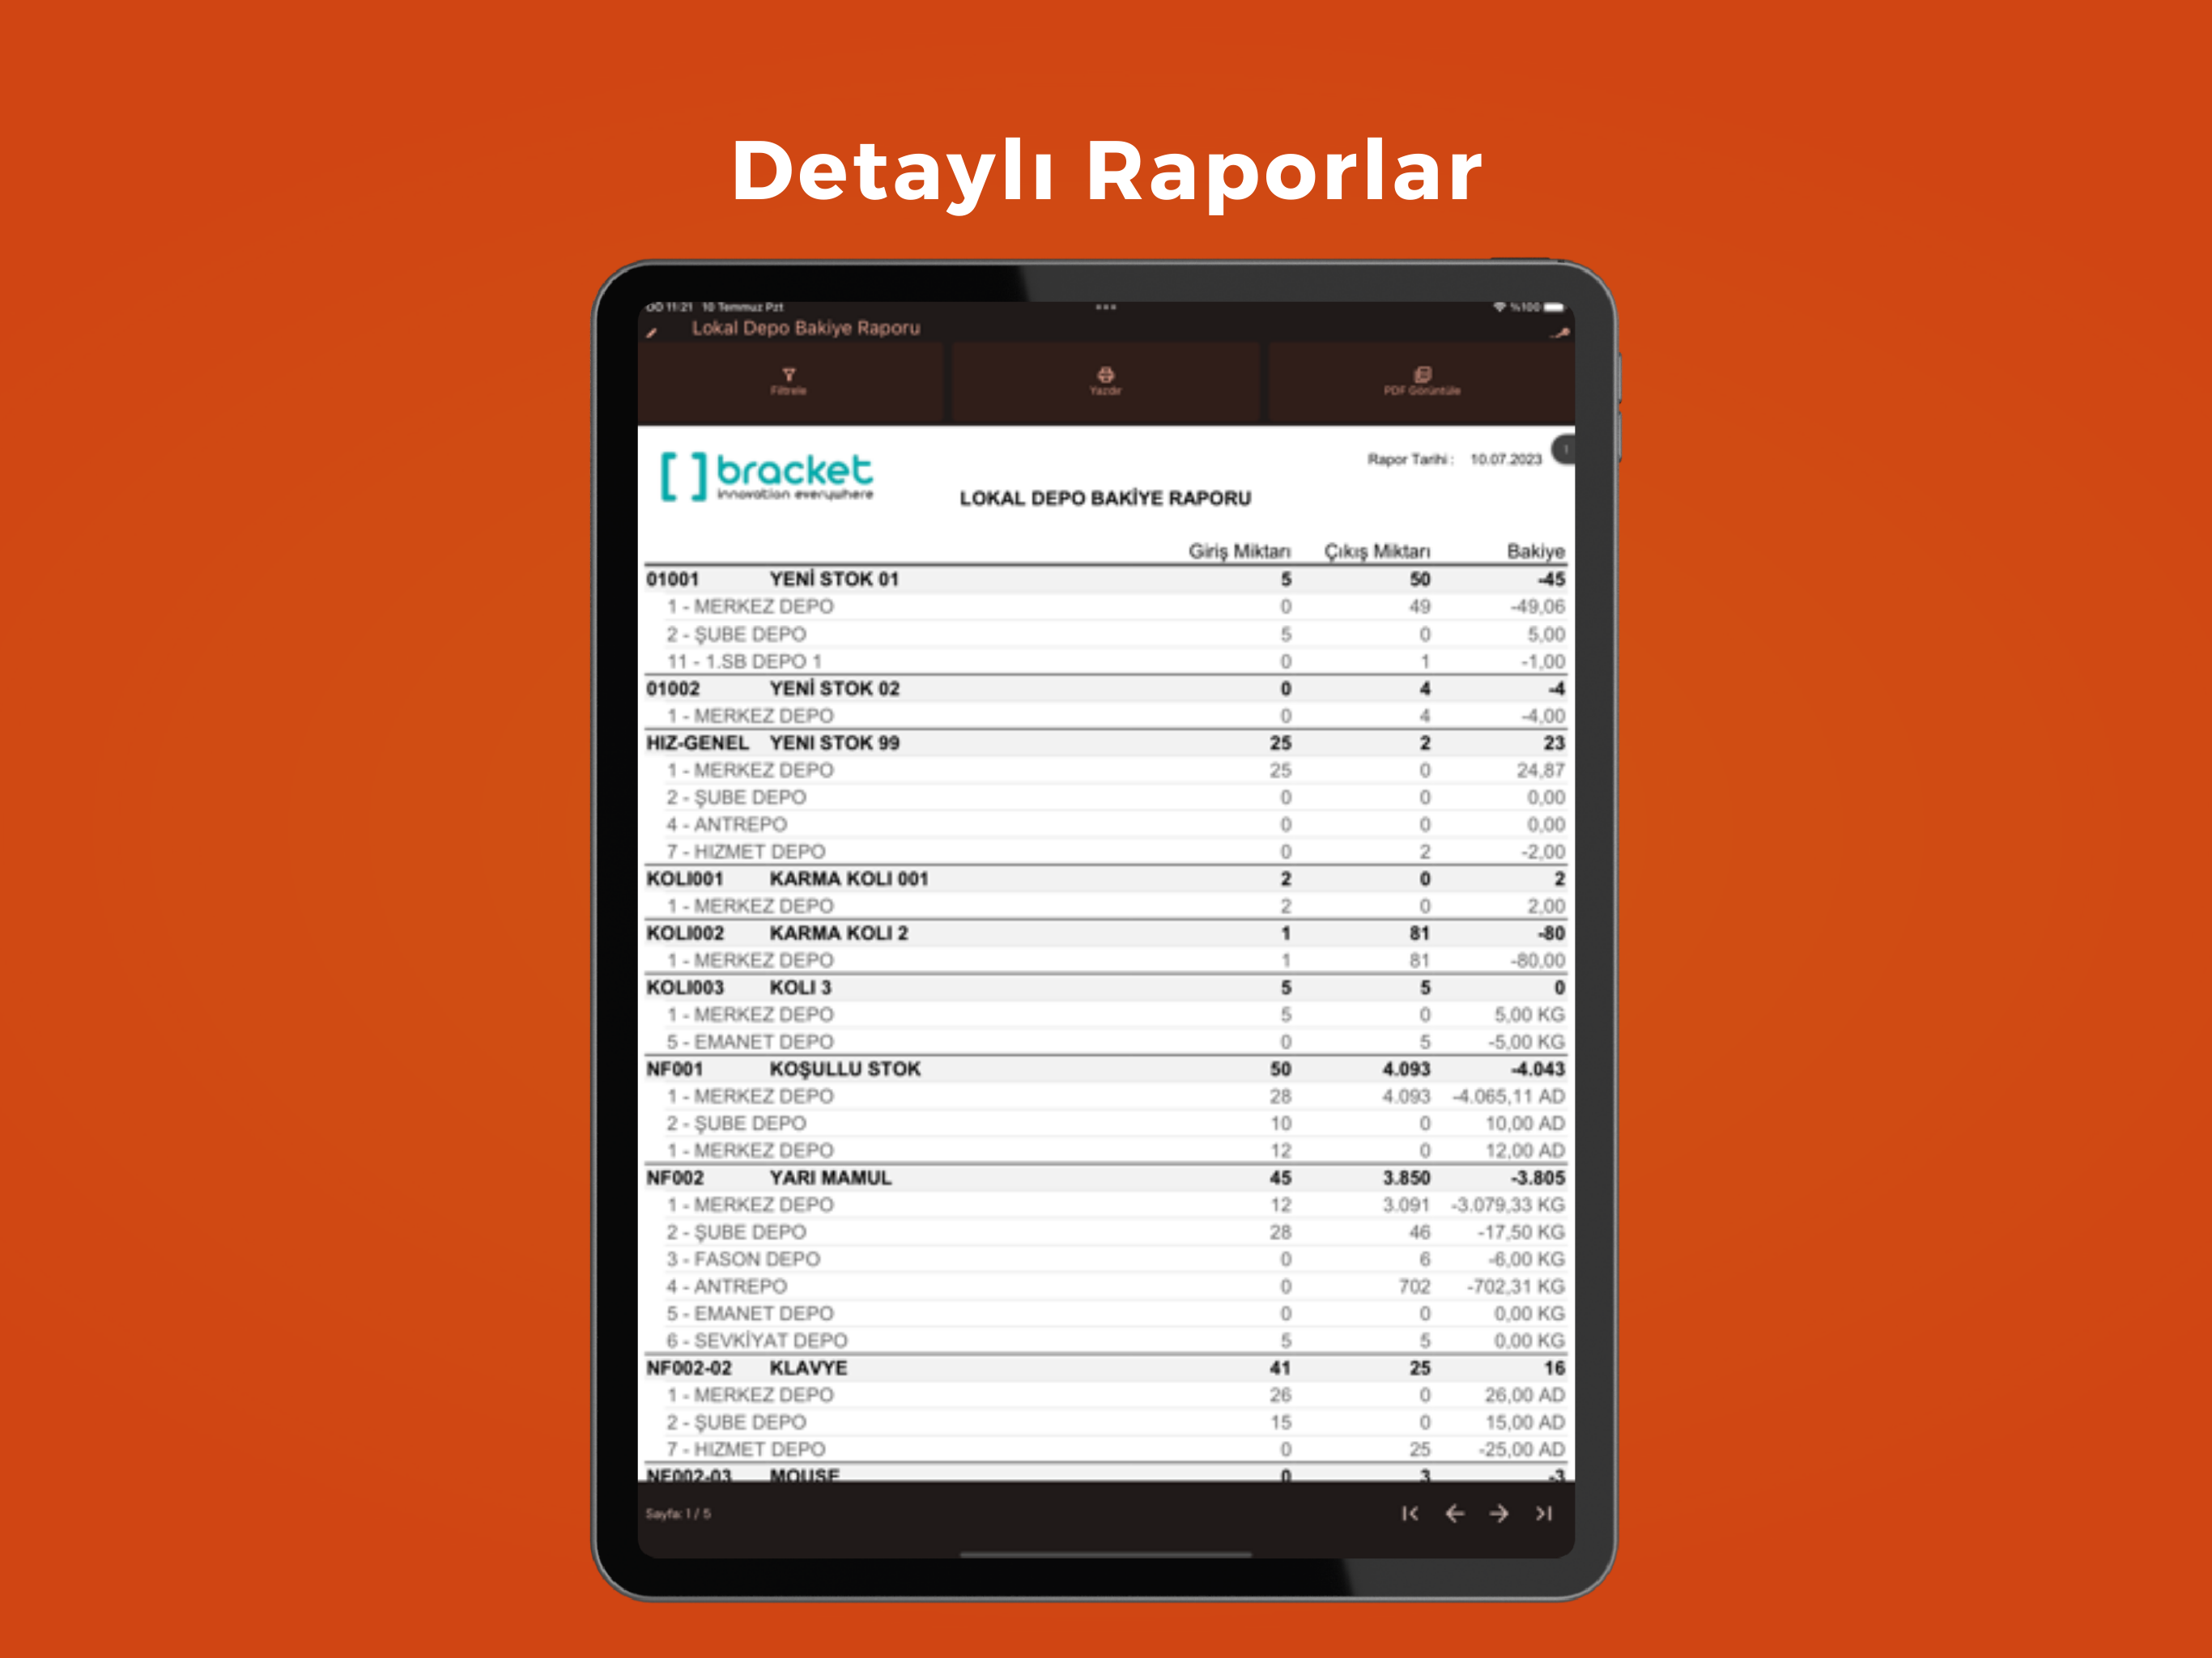 Detaylı Raporlar
11:21 10 Temmuz Pzt %100
Lokal Depo Bakiye Raporu
Filtrele Yazdır PDF Görüntüle
[ ] bracket
innovation everywhere
Rapor Tarihi : 10.07.2023 1
LOKAL DEPO BAKİYE RAPORU
Giriş Miktarı Çıkış Miktarı Bakiye
01001 YENİ STOK 01 5 50 -45
1 - MERKEZ DEPO 0 49 -49,06
2 - ŞUBE DEPO 5 0 5,00
11 - 1.SB DEPO 1 0 1 -1,00
01002 YENİ STOK 02 0 4 -4
1 - MERKEZ DEPO 0 4 -4,00
HIZ-GENEL YENI STOK 99 25 2 23
1 - MERKEZ DEPO 25 0 24,87
2 - ŞUBE DEPO 0 0 0,00
4 - ANTREPO 0 0 0,00
7 - HIZMET DEPO 0 2 -2,00
KOLI001 KARMA KOLI 001 2 0 2
1 - MERKEZ DEPO 2 0 2,00
KOLI002 KARMA KOLI 2 1 81 -80
1 - MERKEZ DEPO 1 81 -80,00
KOLI003 KOLI 3 5 5 0
1 - MERKEZ DEPO 5 0 5,00 KG
5 - EMANET DEPO 0 5 -5,00 KG
NF001 KOŞULLU STOK 50 4.093 -4.043
1 - MERKEZ DEPO 28 4.093 -4.065,11 AD
2 - ŞUBE DEPO 10 0 10,00 AD
1 - MERKEZ DEPO 12 0 12,00 AD
NF002 YARI MAMUL 45 3.850 -3.805
1 - MERKEZ DEPO 12 3.091 -3.079,33 KG
2 - ŞUBE DEPO 28 46 -17,50 KG
3 - FASON DEPO 0 6 -6,00 KG
4 - ANTREPO 0 702 -702,31 KG
5 - EMANET DEPO 0 0 0,00 KG
6 - SEVKİYAT DEPO 5 5 0,00 KG
NF002-02 KLAVYE 41 25 16
1 - MERKEZ DEPO 26 0 26,00 AD
2 - ŞUBE DEPO 15 0 15,00 AD
7 - HIZMET DEPO 0 25 -25,00 AD
NF002-03 MOUSE 0 3 -3
Sayfa: 1 / 5